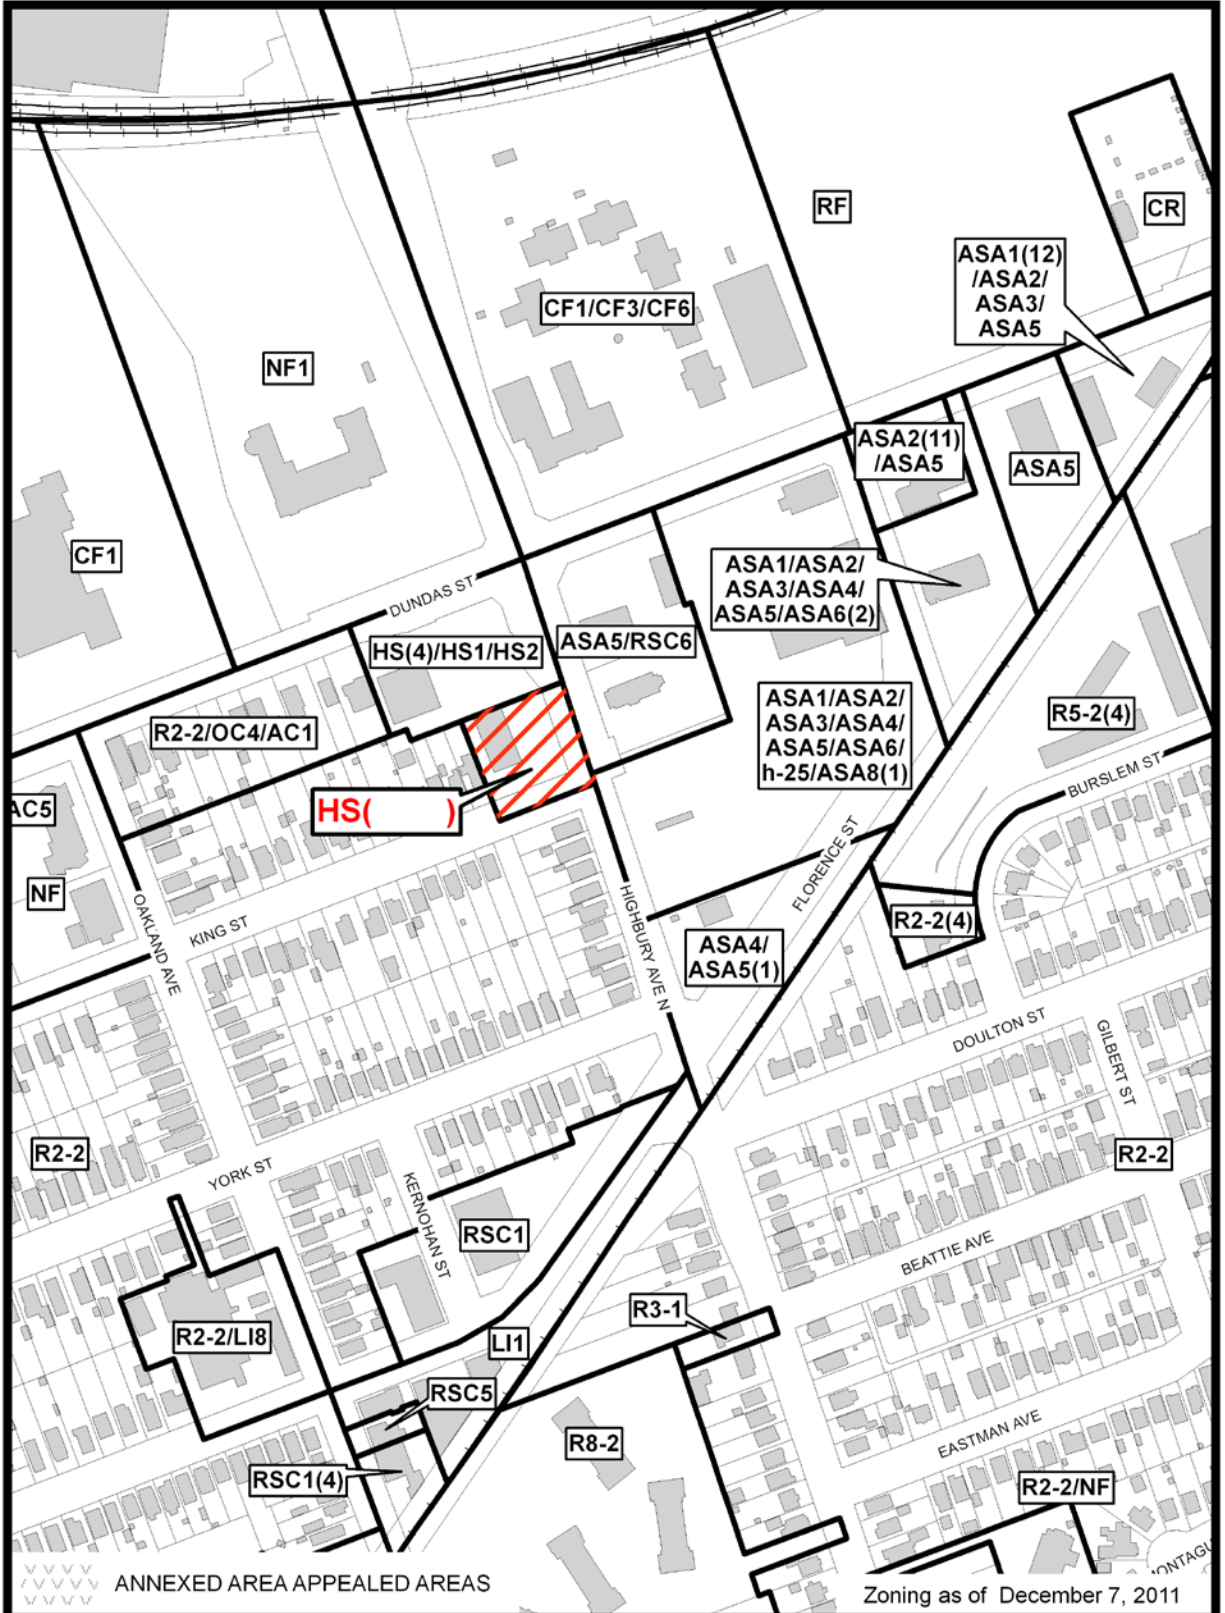 RF
CR
ASA1(12)
/ASA2/
ASA3/
ASA5
CF1/CF3/CF6
NF1
ASA2(11)
/ASA5
ASA5
CF1
ASA1/ASA2/
ASA3/ASA4/
ASA5/ASA6(2)
DUNDAS ST
HS(4)/HS1/HS2
ASA5/RSC6
R2-2/OC4/AC1
ASA1/ASA2/
ASA3/ASA4/
ASA5/ASA6/
h-25/ASA8(1)
R5-2(4)
BURSLEM ST
HS( )
AC5
NF
OAKLAND AVE
KING ST
HIGHBURY AVE N
FLORENCE ST
R2-2(4)
ASA4/
ASA5(1)
DOULTON ST
GILBERT ST
R2-2
R2-2
YORK ST
KERNOHAN ST
RSC1
BEATTIE AVE
R3-1
R2-2/LI8
LI1
RSC5
R8-2
EASTMAN AVE
RSC1(4)
R2-2/NF
MONTAGU
ANNEXED AREA APPEALED AREAS
Zoning as of December 7, 2011